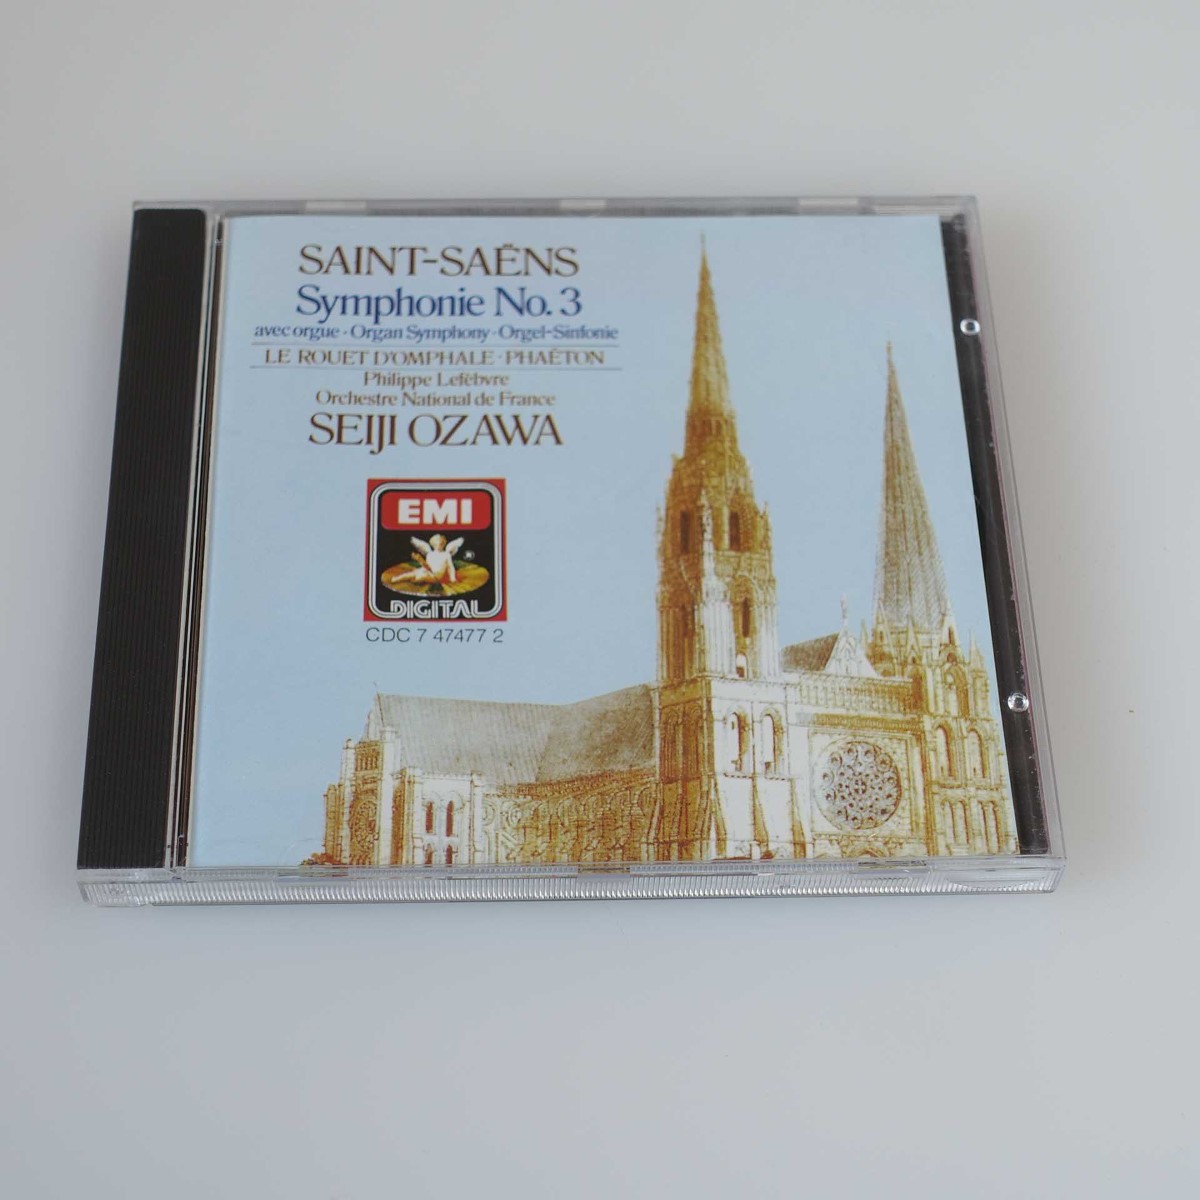 SAINT-SAËNS
Symphonie No. 3
avec orgue · Organ Symphony · Orgel-Sinfonie
LE ROUET D'OMPHALE · PHAÉTON
Philippe Lefèbvre
Orchestre National de France
SEIJI OZAWA
EMI
®
DIGITAL
CDC 7 47477 2